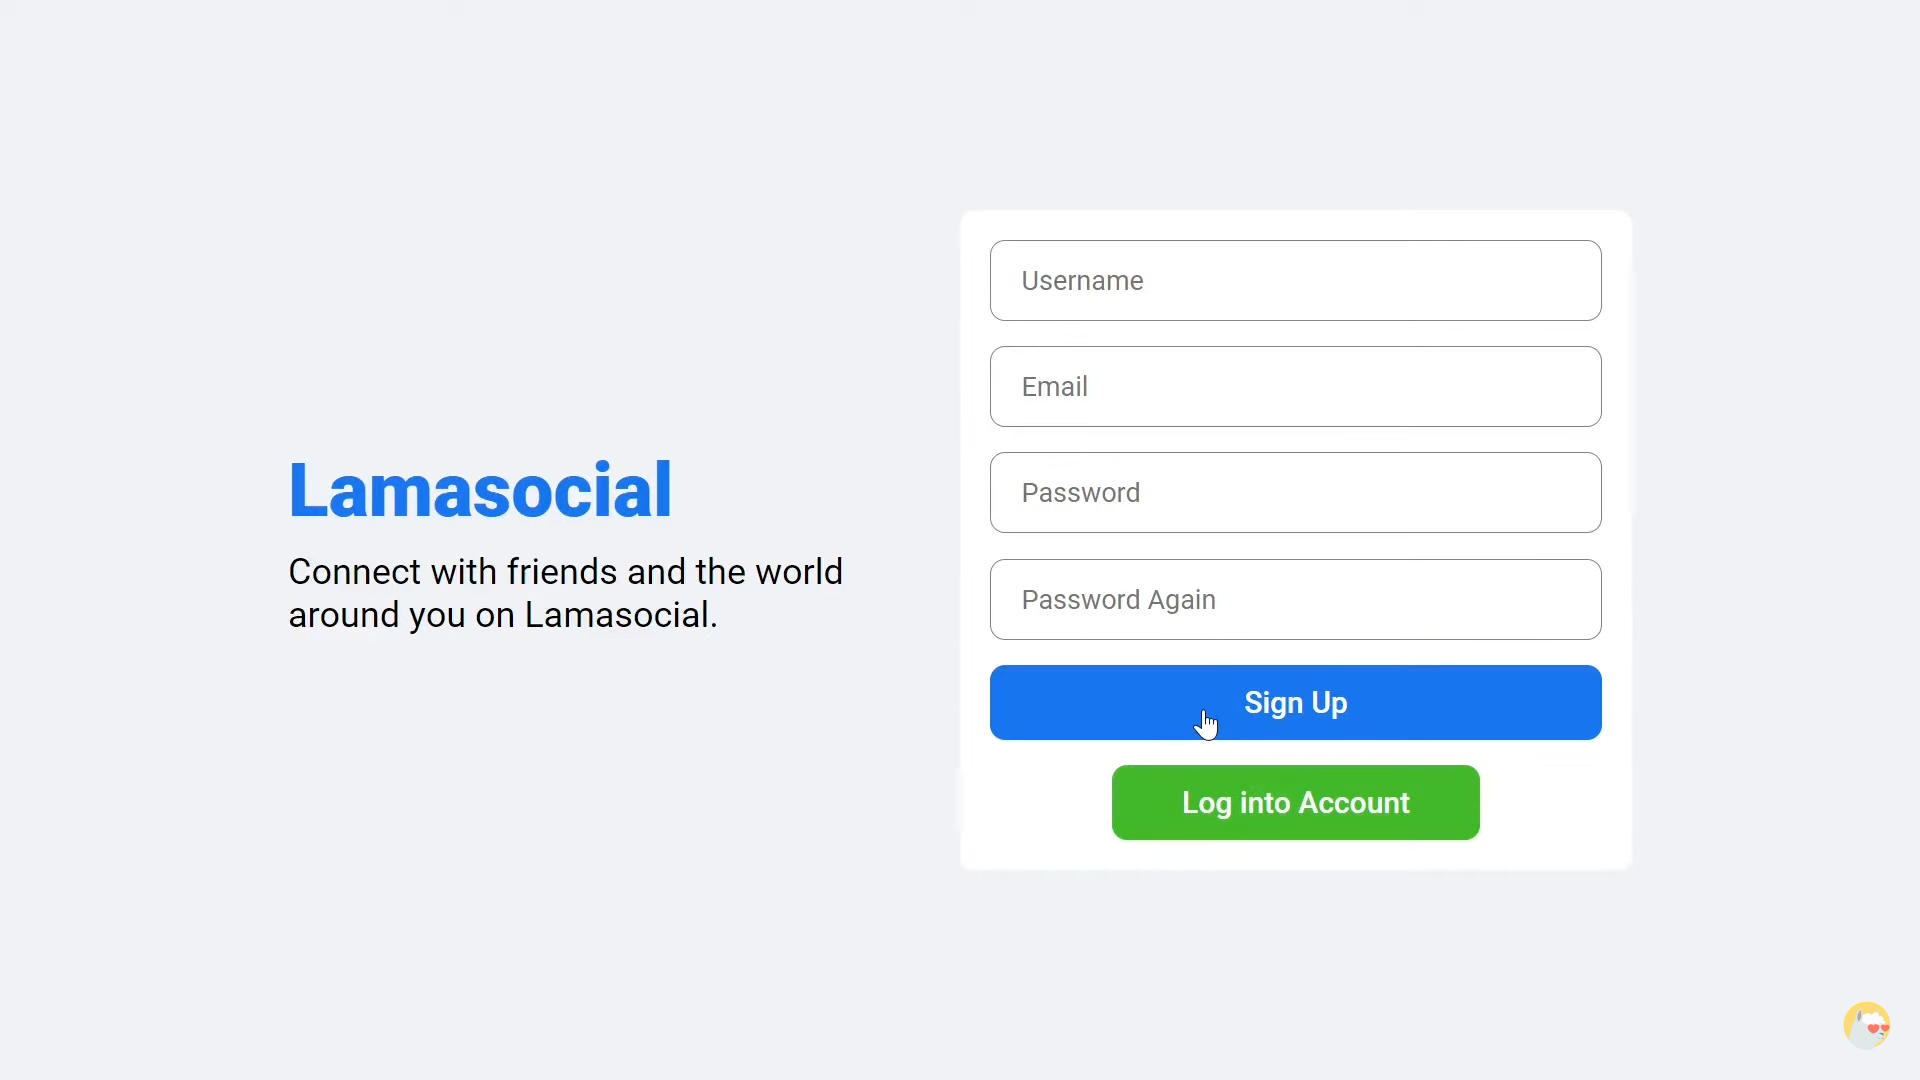 Lamasocial
Connect with friends and the world
around you on Lamasocial.
Username
Email
Password
Password Again
Sign Up
Log into Account